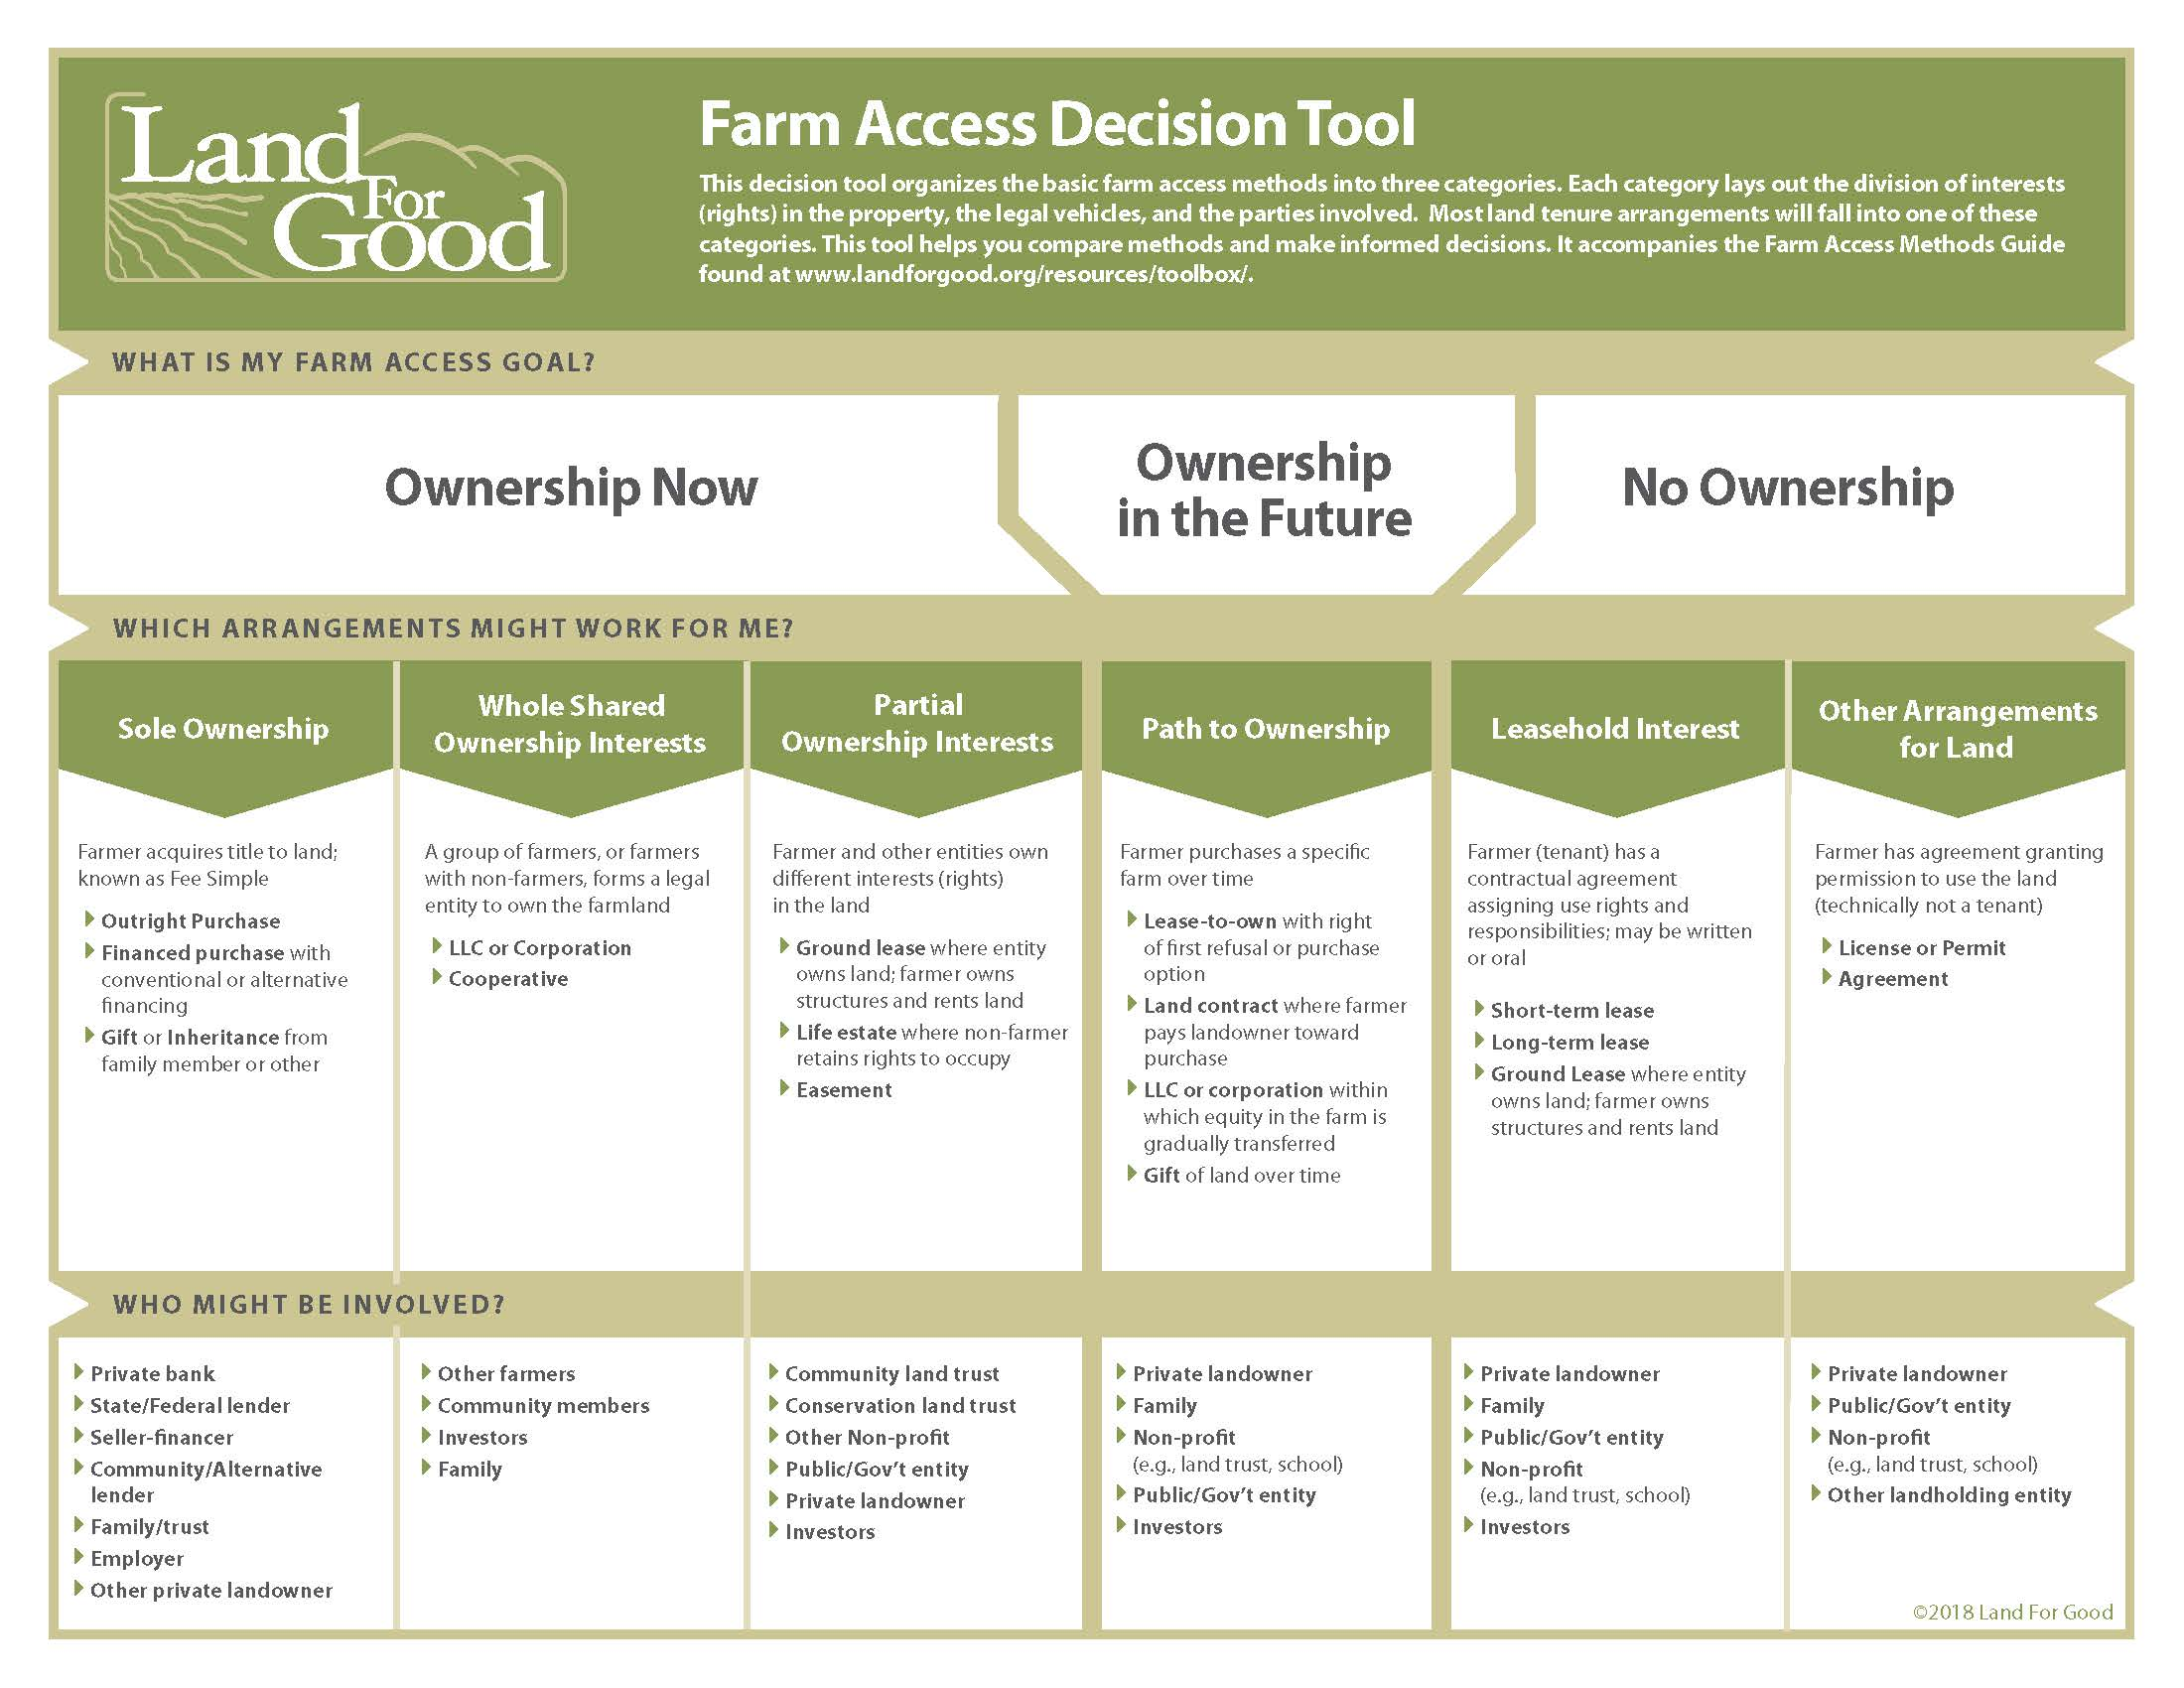 Land
For
Good
Farm Access Decision Tool
This decision tool organizes the basic farm access methods into three categories. Each category lays out the division of interests
(rights) in the property, the legal vehicles, and the parties involved.  Most land tenure arrangements will fall into one of these
categories. This tool helps you compare methods and make informed decisions. It accompanies the Farm Access Methods Guide
found at www.landforgood.org/resources/toolbox/.
WHAT IS MY FARM ACCESS GOAL?
Ownership Now
Ownership
in the Future
No Ownership
WHICH ARRANGEMENTS MIGHT WORK FOR ME?
Sole Ownership
Farmer acquires title to land;
known as Fee Simple
Outright Purchase
Financed purchase with
conventional or alternative
financing
Gift or Inheritance from
family member or other
Whole Shared
Ownership Interests
A group of farmers, or farmers
with non-farmers, forms a legal
entity to own the farmland
LLC or Corporation
Cooperative
Partial
Ownership Interests
Farmer and other entities own
different interests (rights)
in the land
Ground lease where entity
owns land; farmer owns
structures and rents land
Life estate where non-farmer
retains rights to occupy
Easement
Path to Ownership
Farmer purchases a specific
farm over time
Lease-to-own with right
of first refusal or purchase
option
Land contract where farmer
pays landowner toward
purchase
LLC or corporation within
which equity in the farm is
gradually transferred
Gift of land over time
Leasehold Interest
Farmer (tenant) has a
contractual agreement
assigning use rights and
responsibilities; may be written
or oral
Short-term lease
Long-term lease
Ground Lease where entity
owns land; farmer owns
structures and rents land
Other Arrangements
for Land
Farmer has agreement granting
permission to use the land
(technically not a tenant)
License or Permit
Agreement
WHO MIGHT BE INVOLVED?
Private bank
State/Federal lender
Seller-financer
Community/Alternative
lender
Family/trust
Employer
Other private landowner
Other farmers
Community members
Investors
Family
Community land trust
Conservation land trust
Other Non-profit
Public/Gov't entity
Private landowner
Investors
Private landowner
Family
Non-profit
(e.g., land trust, school)
Public/Gov't entity
Investors
Private landowner
Family
Public/Gov't entity
Non-profit
(e.g., land trust, school)
Investors
Private landowner
Public/Gov't entity
Non-profit
(e.g., land trust, school)
Other landholding entity
©2018 Land For Good